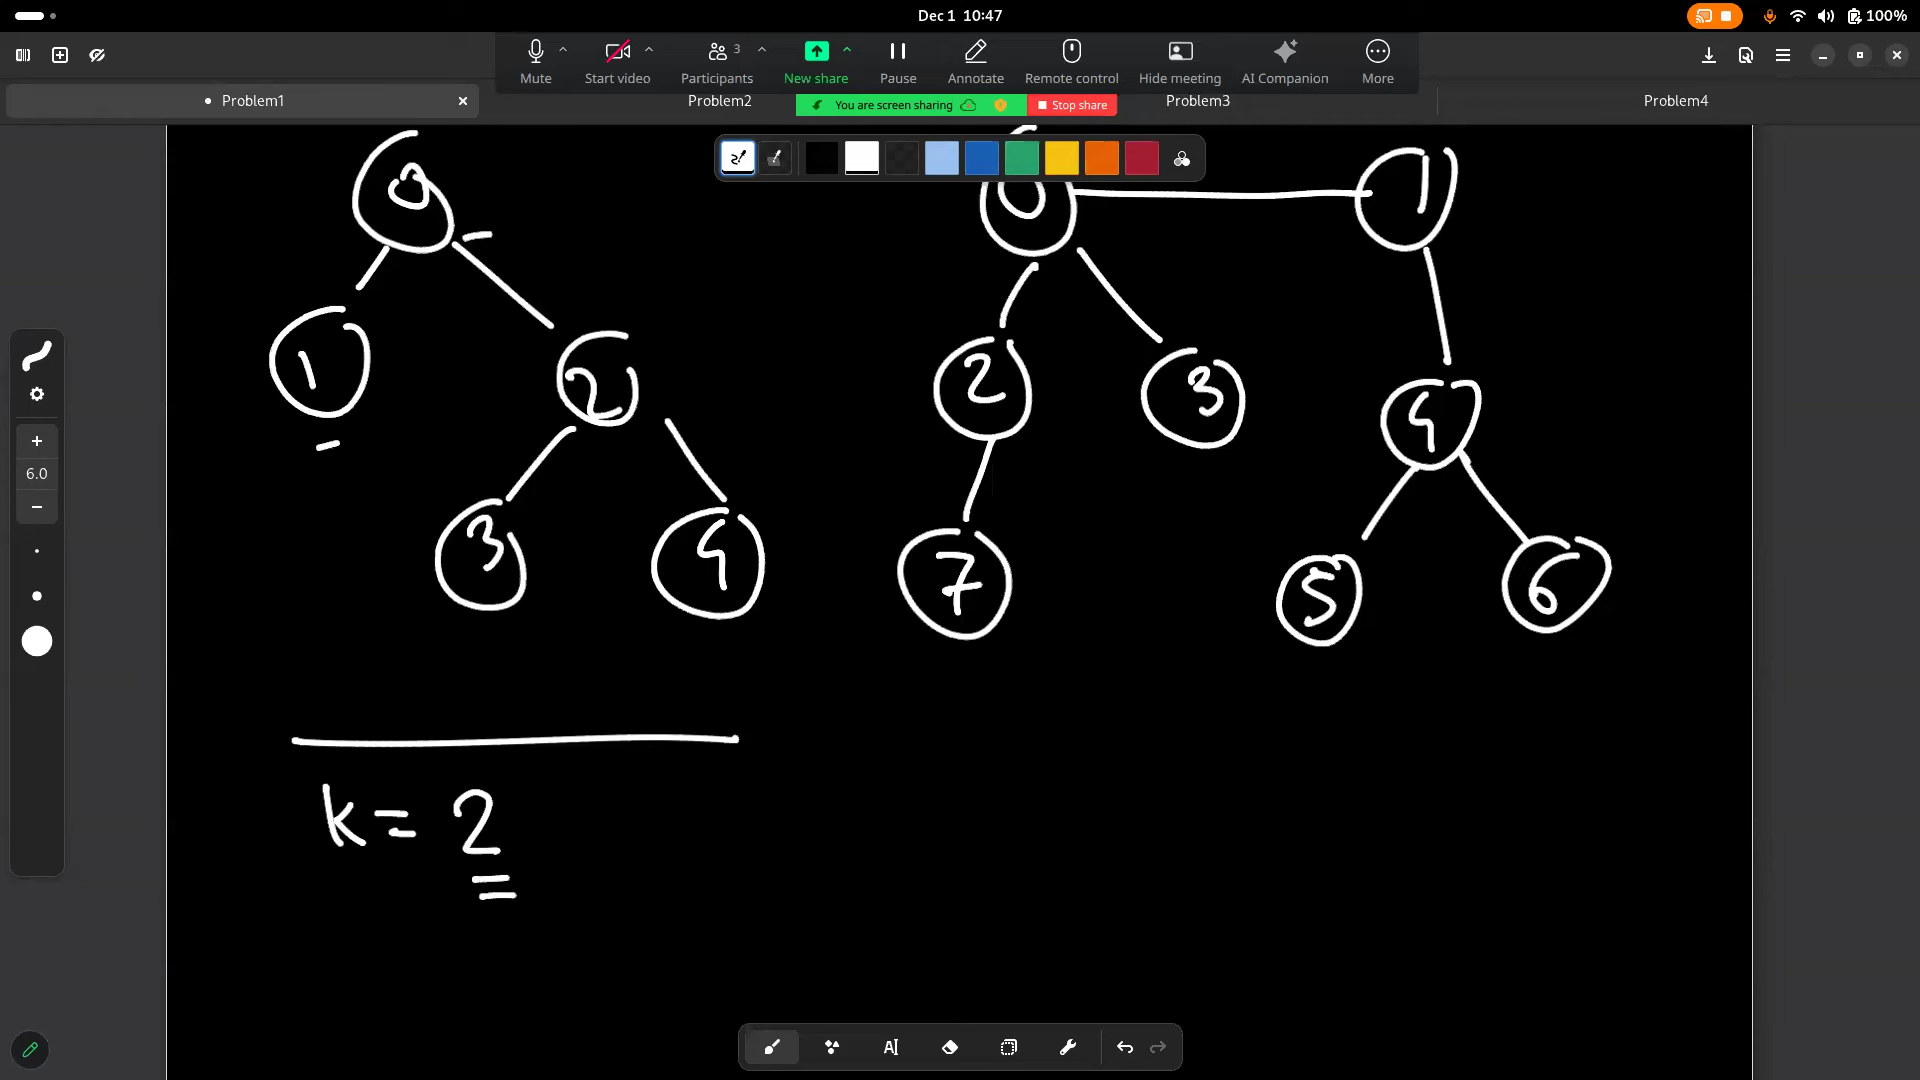 Dec 1 10:47
100%
Mute
Start video
Participants 3
New share
Pause
Annotate
Remote control
Hide meeting
AI Companion
More
Problem1
Problem2
You are screen sharing
Stop share
Problem3
Problem4
0
0
1
1
2
2
3
4
3
4
7
5
6
6.0
k = 2